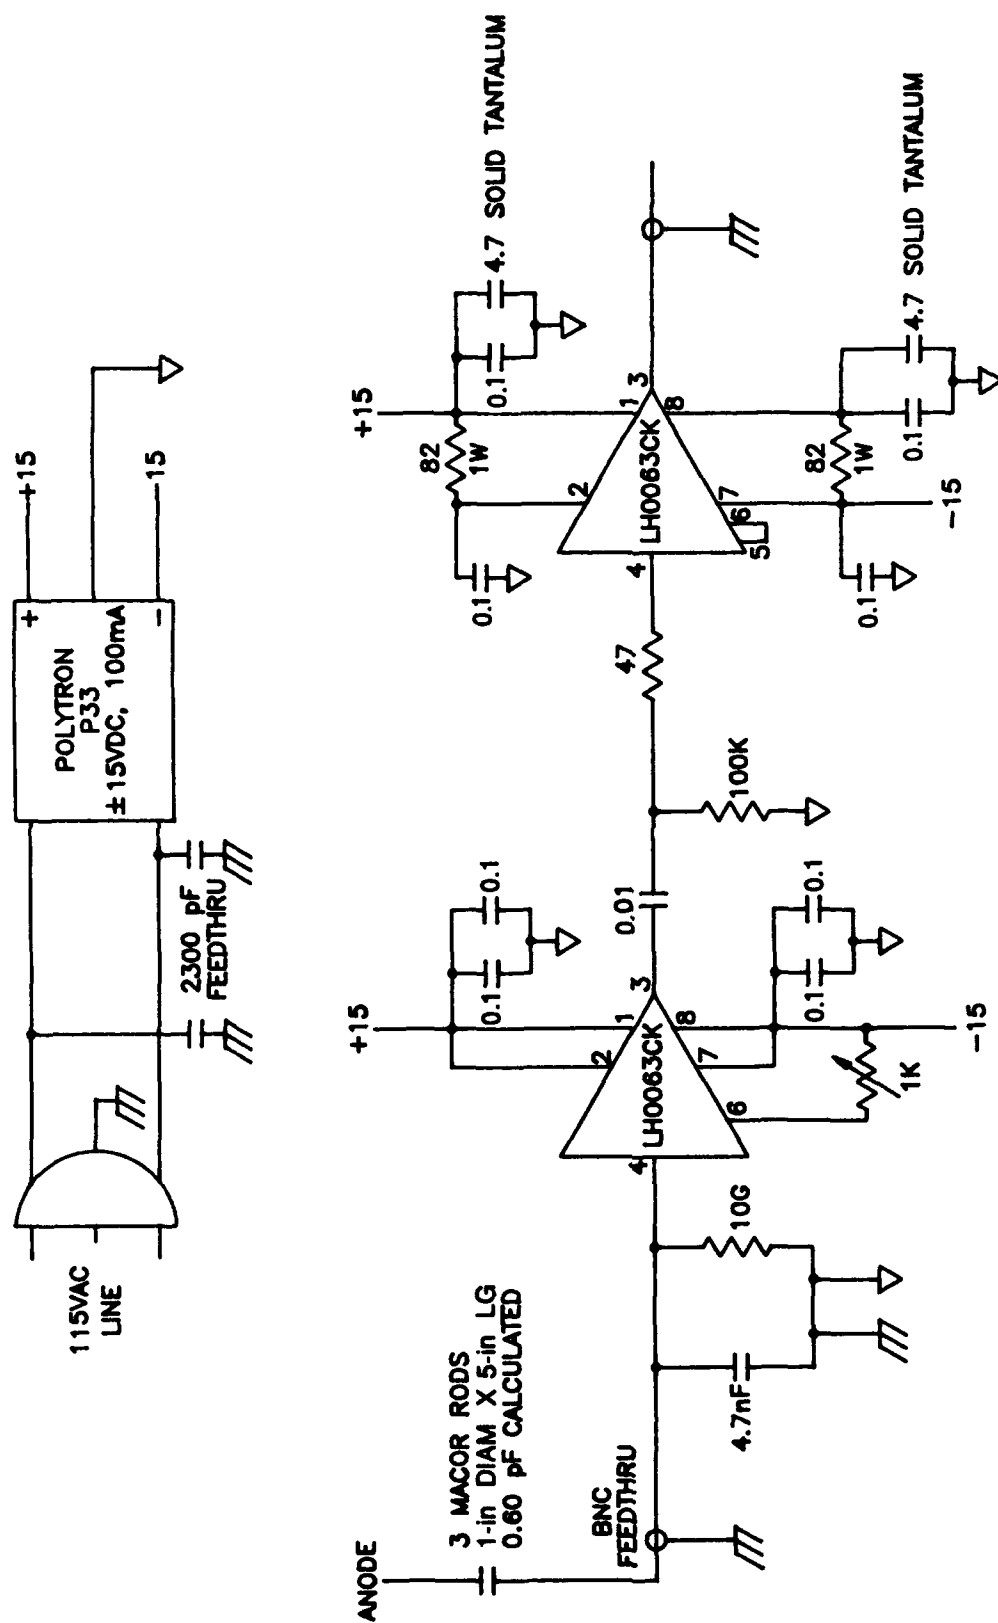 115VAC
LINE
2300 pF
FEEDTHRU
POLYTRON
P33
±15VDC, 100mA
+
-
+15
-15
ANODE
3 MACOR RODS
1-in DIAM X 5-in LG
0.60 pF CALCULATED
BNC
FEEDTHRU
4.7nF
10G
4
LH0063CK
2
1
3
6
7
8
+15
0.1
0.1
0.1
0.1
1K
-15
0.01
100K
47
4
LH0063CK
2
1
3
5
6
7
8
+15
82
1W
0.1
0.1
4.7 SOLID TANTALUM
82
1W
0.1
0.1
4.7 SOLID TANTALUM
-15